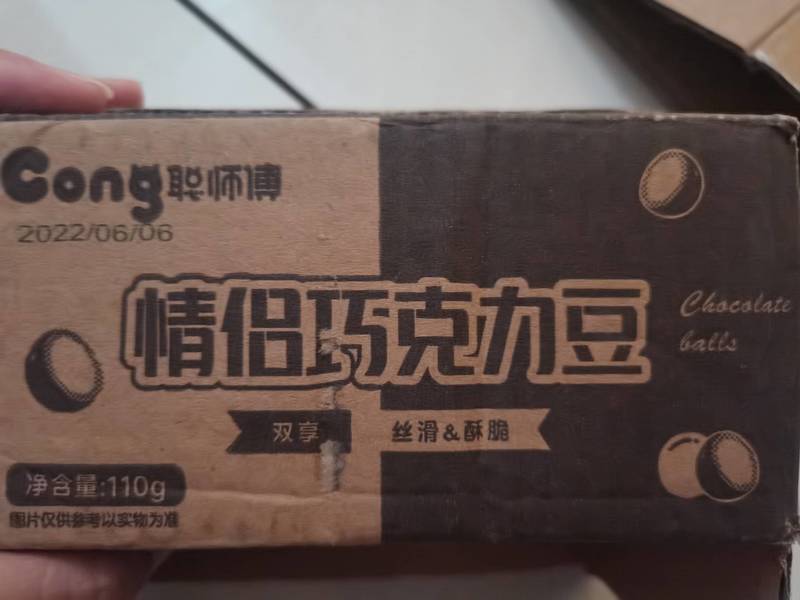 Cong聪师傅
2022/06/06
情侣巧克力豆
Chocolate
balls
双享 丝滑&酥脆
净含量:110g
图片仅供参考以实物为准